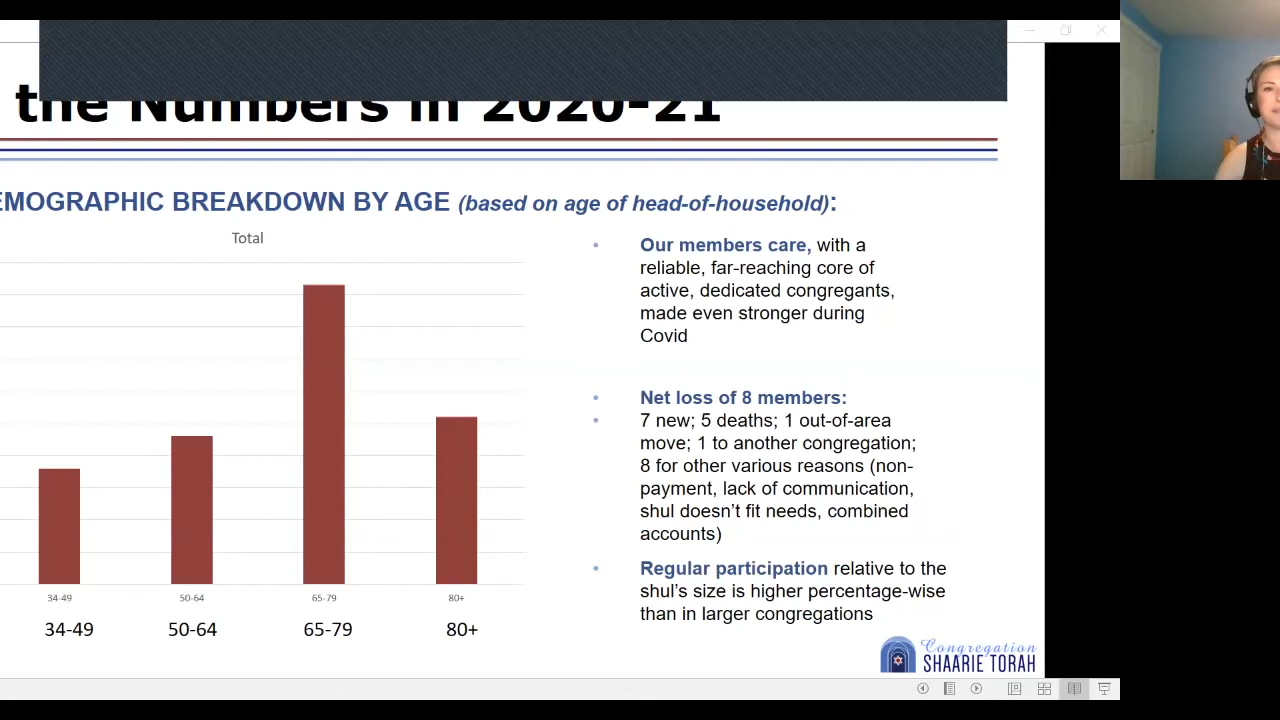 the Numbers in 2020-21
EMOGRAPHIC BREAKDOWN BY AGE (based on age of head-of-household):
Total
34-49 50-64 65-79 80+
34-49 50-64 65-79 80+
• Our members care, with a
reliable, far-reaching core of
active, dedicated congregants,
made even stronger during
Covid
• Net loss of 8 members:
• 7 new; 5 deaths; 1 out-of-area
move; 1 to another congregation;
8 for other various reasons (non-
payment, lack of communication,
shul doesn't fit needs, combined
accounts)
• Regular participation relative to the
shul's size is higher percentage-wise
than in larger congregations
Congregation
SHAARIE TORAH